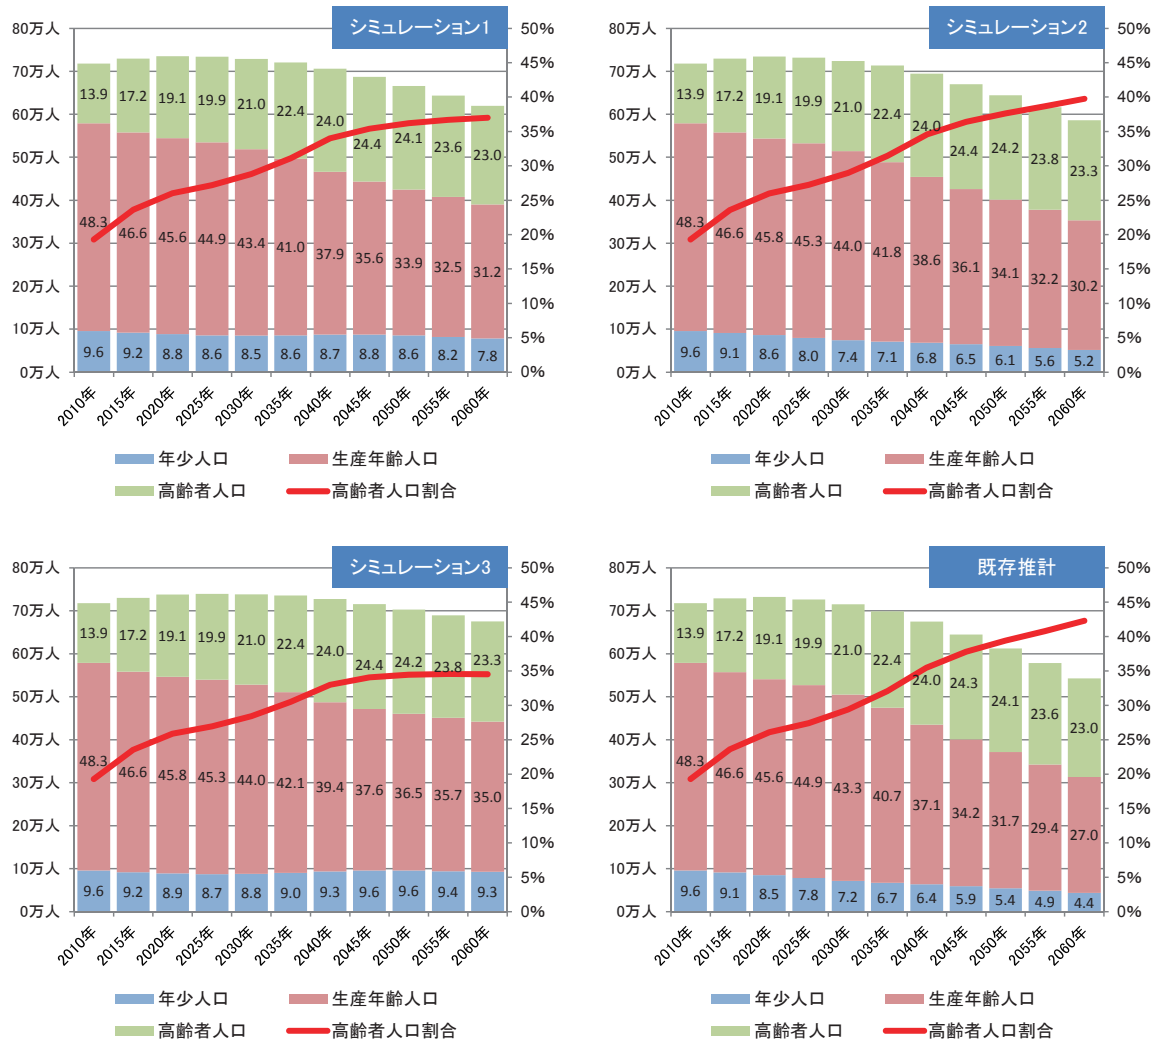 シミュレーション1
80万人
70万人
60万人
50万人
40万人
30万人
20万人
10万人
0万人
50%
45%
40%
35%
30%
25%
20%
15%
10%
5%
0%
13.9 17.2 19.1 19.9 21.0 22.4 24.0 24.4 24.1 23.6 23.0
48.3 46.6 45.6 44.9 43.4 41.0 37.9 35.6 33.9 32.5 31.2
9.6 9.2 8.8 8.6 8.5 8.6 8.7 8.8 8.6 8.2 7.8
2010年 2015年 2020年 2025年 2030年 2035年 2040年 2045年 2050年 2055年 2060年
年少人口 生産年齢人口
高齢者人口 高齢者人口割合
シミュレーション2
80万人
70万人
60万人
50万人
40万人
30万人
20万人
10万人
0万人
50%
45%
40%
35%
30%
25%
20%
15%
10%
5%
0%
13.9 17.2 19.1 19.9 21.0 22.4 24.0 24.4 24.2 23.8 23.3
48.3 46.6 45.8 45.3 44.0 41.8 38.6 36.1 34.1 32.2 30.2
9.6 9.1 8.6 8.0 7.4 7.1 6.8 6.5 6.1 5.6 5.2
2010年 2015年 2020年 2025年 2030年 2035年 2040年 2045年 2050年 2055年 2060年
年少人口 生産年齢人口
高齢者人口 高齢者人口割合
シミュレーション3
80万人
70万人
60万人
50万人
40万人
30万人
20万人
10万人
0万人
50%
45%
40%
35%
30%
25%
20%
15%
10%
5%
0%
13.9 17.2 19.1 19.9 21.0 22.4 24.0 24.4 24.2 23.8 23.3
48.3 46.6 45.8 45.3 44.0 42.1 39.4 37.6 36.5 35.7 35.0
9.6 9.2 8.9 8.7 8.8 9.0 9.3 9.6 9.6 9.4 9.3
2010年 2015年 2020年 2025年 2030年 2035年 2040年 2045年 2050年 2055年 2060年
年少人口 生産年齢人口
高齢者人口 高齢者人口割合
既存推計
80万人
70万人
60万人
50万人
40万人
30万人
20万人
10万人
0万人
50%
45%
40%
35%
30%
25%
20%
15%
10%
5%
0%
13.9 17.2 19.1 19.9 21.0 22.4 24.0 24.3 24.1 23.6 23.0
48.3 46.6 45.6 44.9 43.3 40.7 37.1 34.2 31.7 29.4 27.0
9.6 9.1 8.5 7.8 7.2 6.7 6.4 5.9 5.4 4.9 4.4
2010年 2015年 2020年 2025年 2030年 2035年 2040年 2045年 2050年 2055年 2060年
年少人口 生産年齢人口
高齢者人口 高齢者人口割合